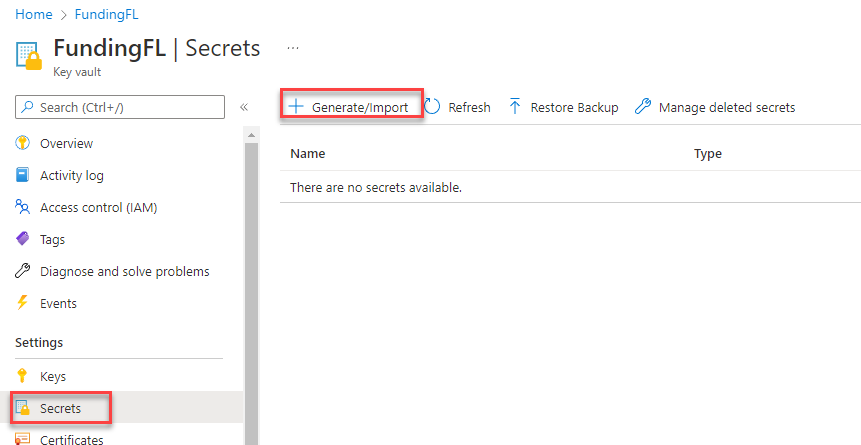 Home > FundingFL
FundingFL | Secrets ...
Key vault
Search (Ctrl+/) «
Generate/Import Refresh Restore Backup Manage deleted secrets
Overview
Activity log
Access control (IAM)
Tags
Diagnose and solve problems
Events
Settings
Keys
Secrets
Certificates
Name Type
There are no secrets available.